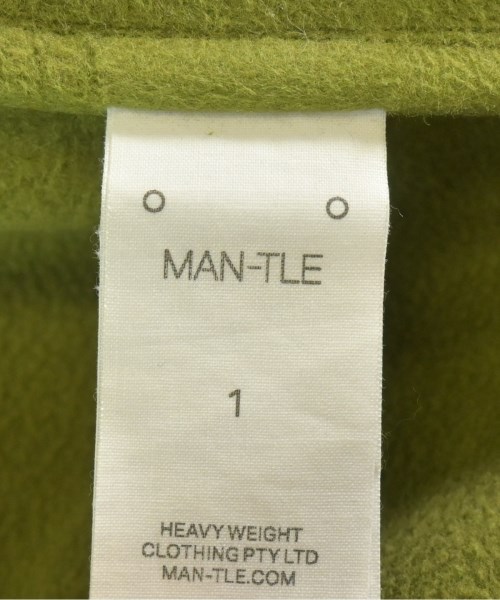 MAN-TLE
1
HEAVY WEIGHT
CLOTHING PTY LTD
MAN-TLE.COM